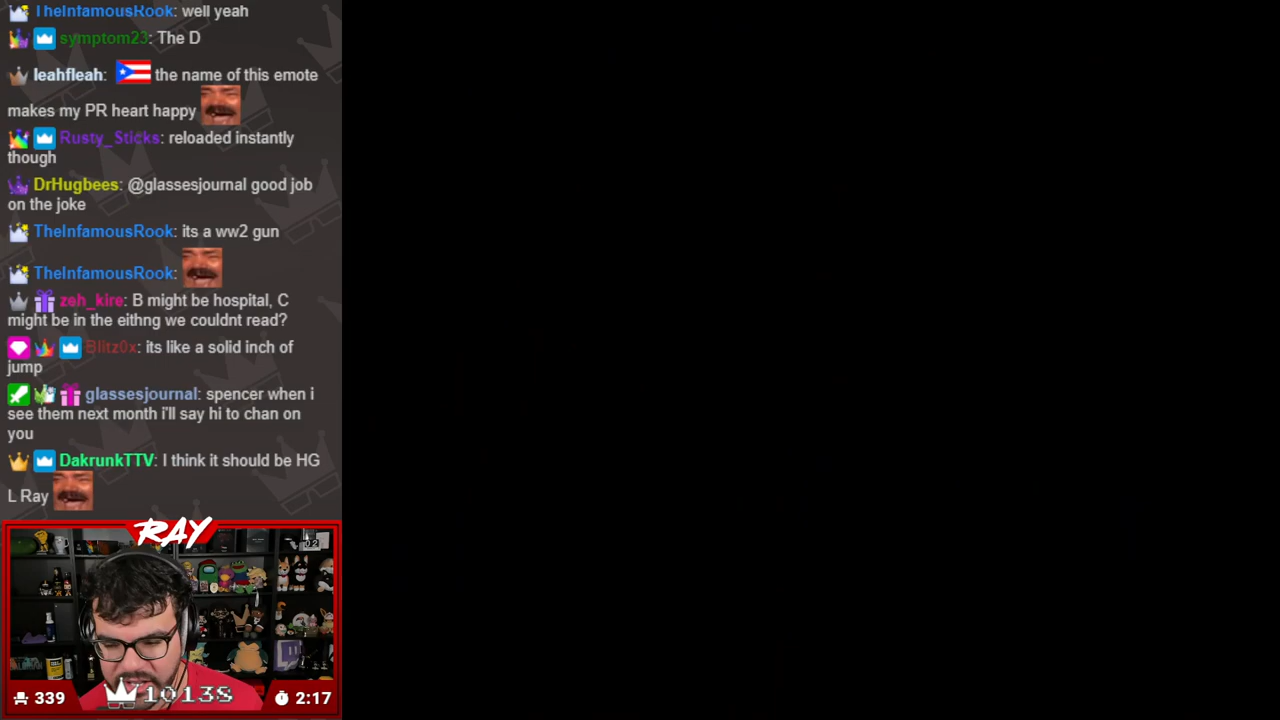 TheInfamousRook: well yeah
symptom23: The D
leahfleah: the name of this emote
makes my PR heart happy
Rusty_Sticks: reloaded instantly
though
DrHugbees: @glassesjournal good job
on the joke
TheInfamousRook: its a ww2 gun
TheInfamousRook:
zeh_kire: B might be hospital, C
might be in the eithng we couldnt read?
Blitz0x: its like a solid inch of
jump
glassesjournal: spencer when i
see them next month i'll say hi to chan on
you
DakrunkTTV: I think it should be HG
L Ray
RAY
339
10138
2:17